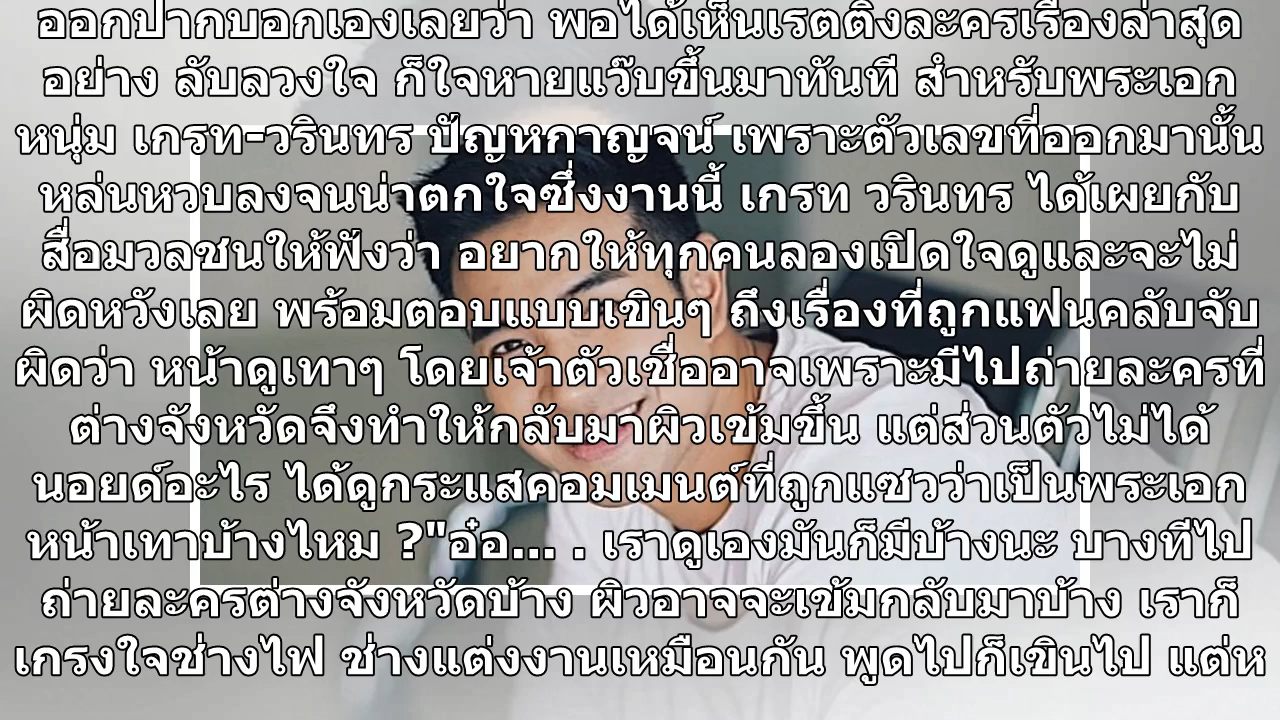 ออกปากบอกเองเลยว่า พอได้เห็นเรตติ้งละครเรื่องล่าสุด
อย่าง ลับลวงใจ ก็ใจหายแว๊บขึ้นมาทันที สำหรับพระเอก
หนุ่ม เกรท-วรินทร ปัญหกาญจน์ เพราะตัวเลขที่ออกมานั้น
หล่นหวบลงจนน่าตกใจซึ่งงานนี้ เกรท วรินทร ได้เผยกับ
สื่อมวลชนให้ฟังว่า อยากให้ทุกคนลองเปิดใจดูและจะไม่
ผิดหวังเลย พร้อมตอบแบบเขินๆ ถึงเรื่องที่ถูกแฟนคลับจับ
ผิดว่า หน้าดูเทาๆ โดยเจ้าตัวเชื่ออาจเพราะมีไปถ่ายละครที่
ต่างจังหวัดจึงทำให้กลับมาผิวเข้มขึ้น แต่ส่วนตัวไม่ได้
นอยด์อะไร ได้ดูกระแสคอมเมนต์ที่ถูกแซวว่าเป็นพระเอก
หน้าเทาบ้างไหม ?"อ๋อ... . เราดูเองมันก็มีบ้างนะ บางทีไป
ถ่ายละครต่างจังหวัดบ้าง ผิวอาจจะเข้มกลับมาบ้าง เราก็
เกรงใจช่างไฟ ช่างแต่งงานเหมือนกัน พูดไปก็เขินไป แต่ห